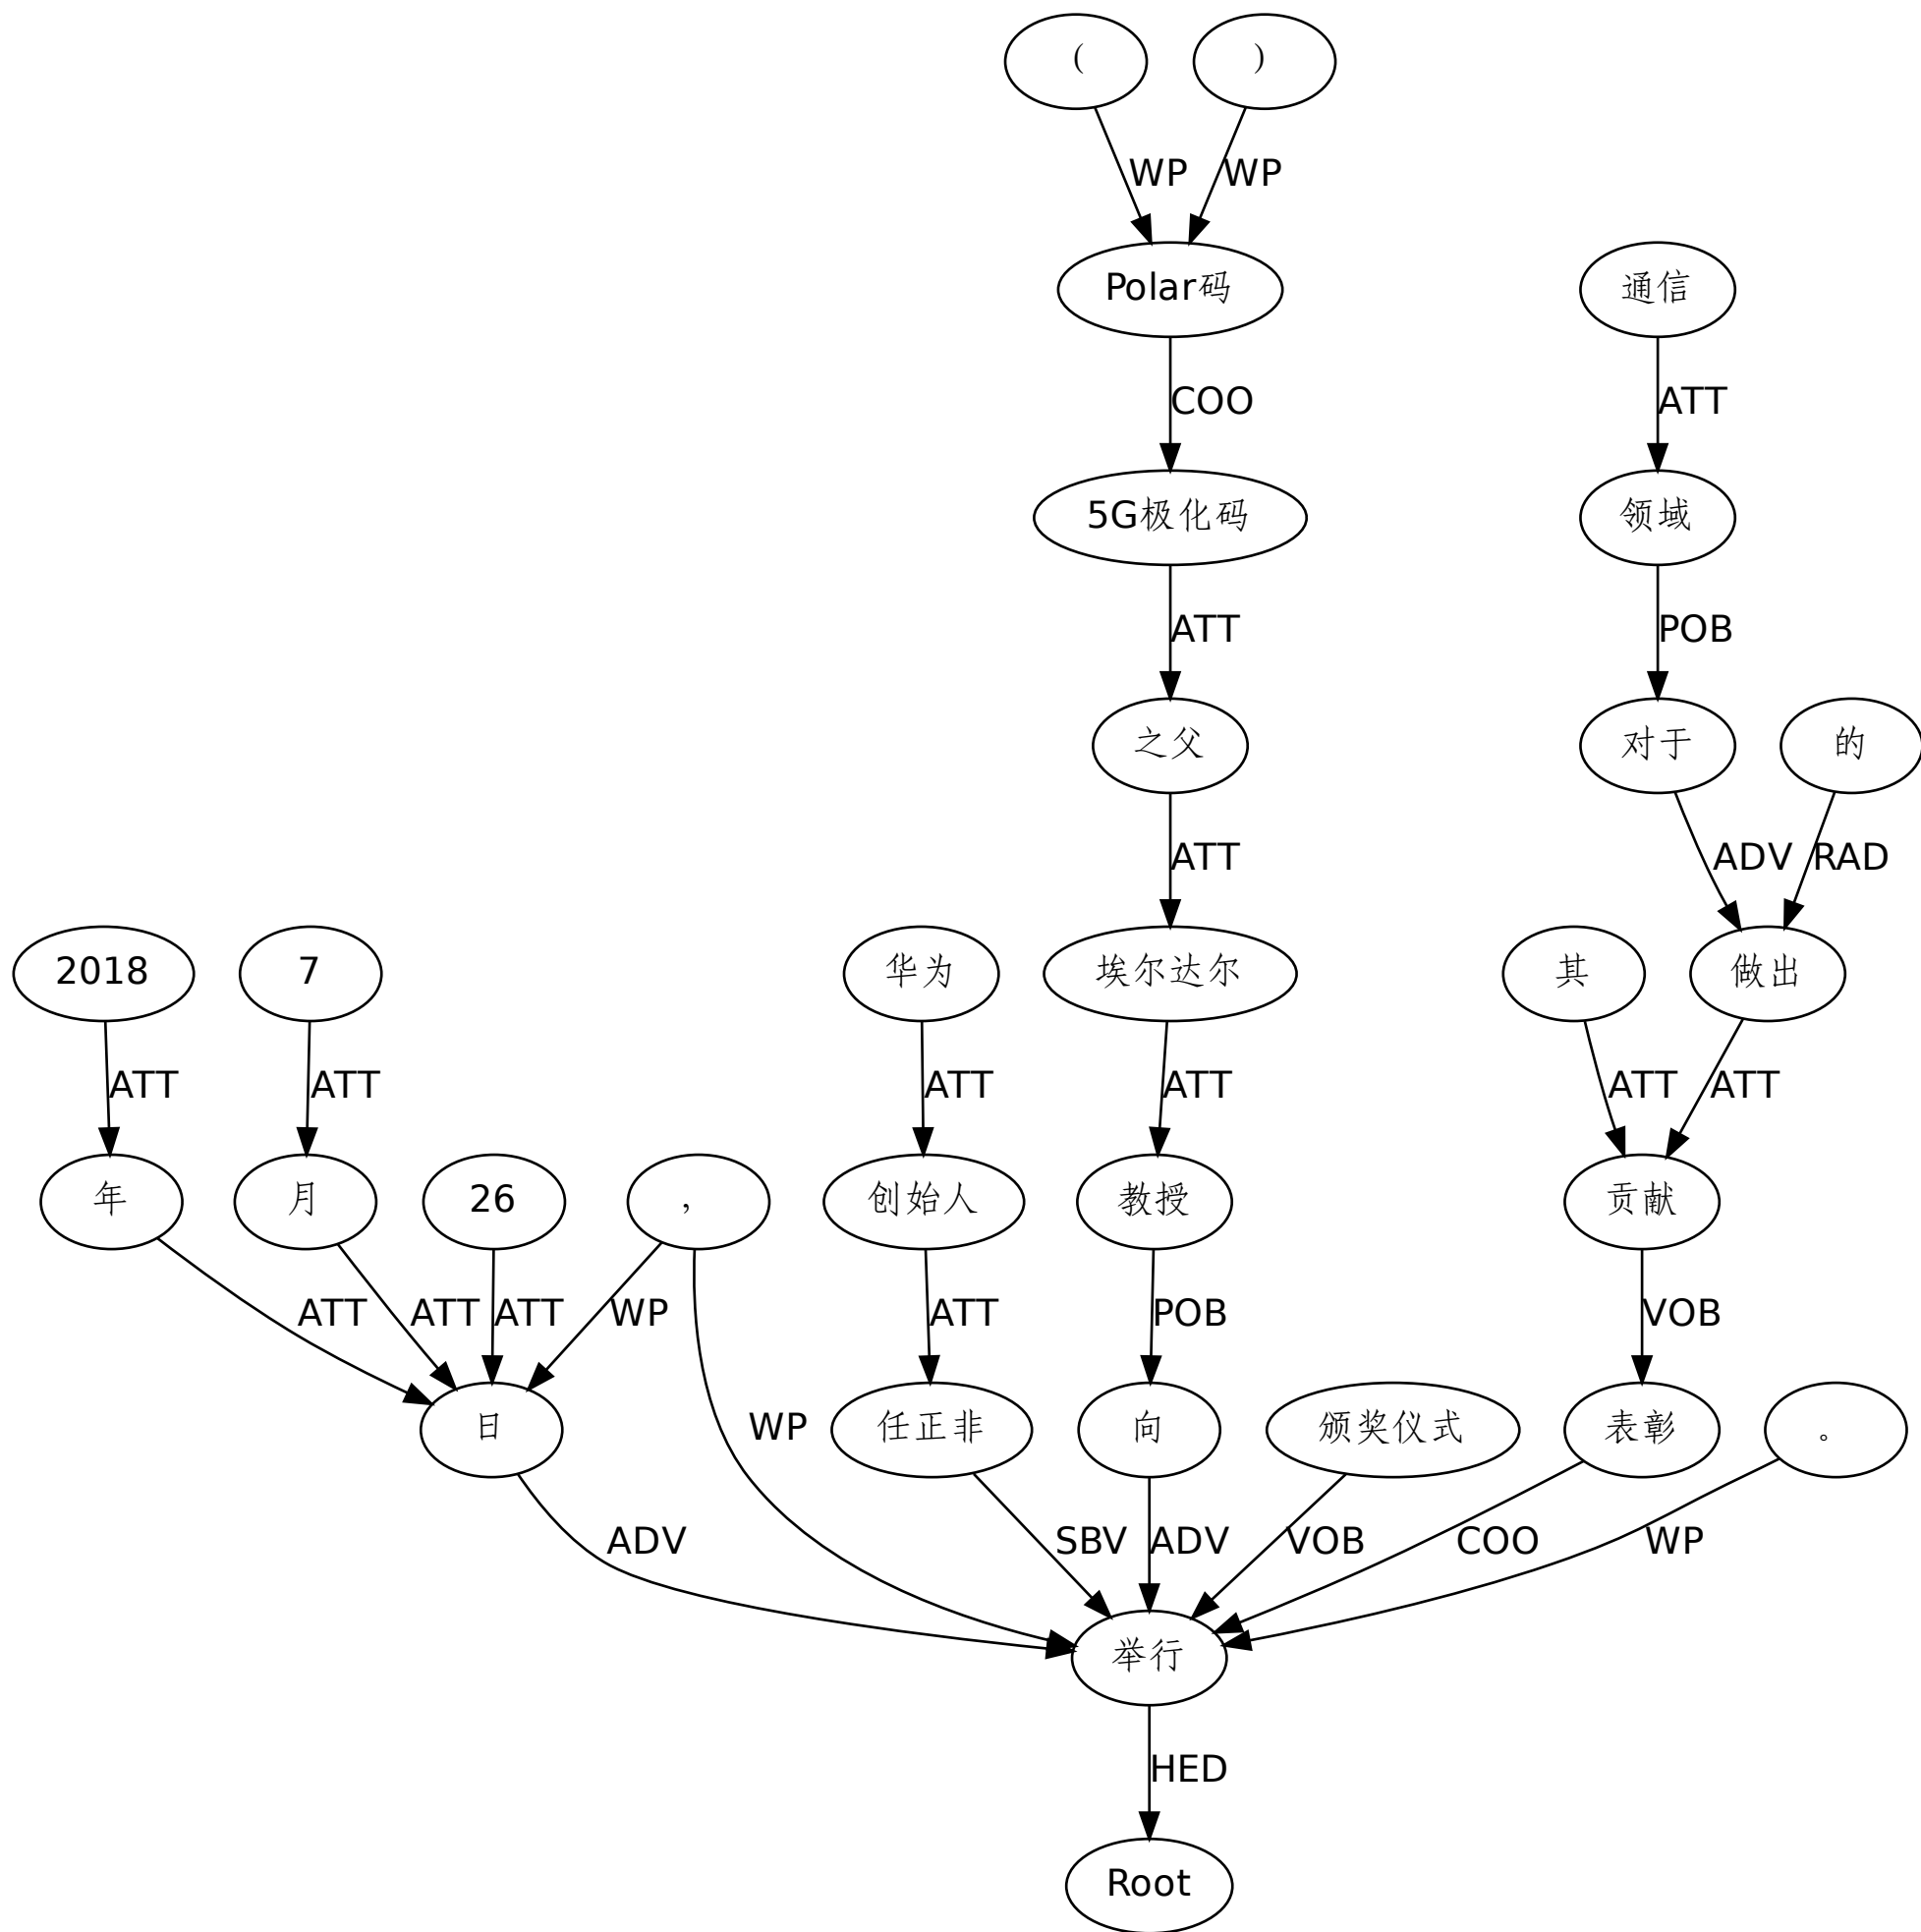 ( )
WP WP
Polar码 通信
COO ATT
5G极化码 领域
ATT POB
之父 对于 的
ATT ADV RAD
2018 7 华为 埃尔达尔 其 做出
ATT ATT ATT ATT ATT ATT
年 月 26 , 创始人 教授 贡献
ATT ATT ATT WP ATT POB VOB
日 WP 任正非 向 颁奖仪式 表彰 。
ADV SBV ADV VOB COO WP
举行
HED
Root